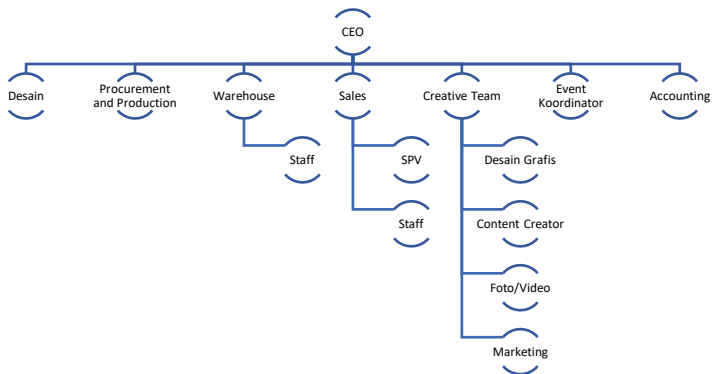 CEO
Desain
Procurement
and Production
Warehouse
Sales
Creative Team
Event
Koordinator
Accounting
Staff
SPV
Desain Grafis
Staff
Content Creator
Foto/Video
Marketing